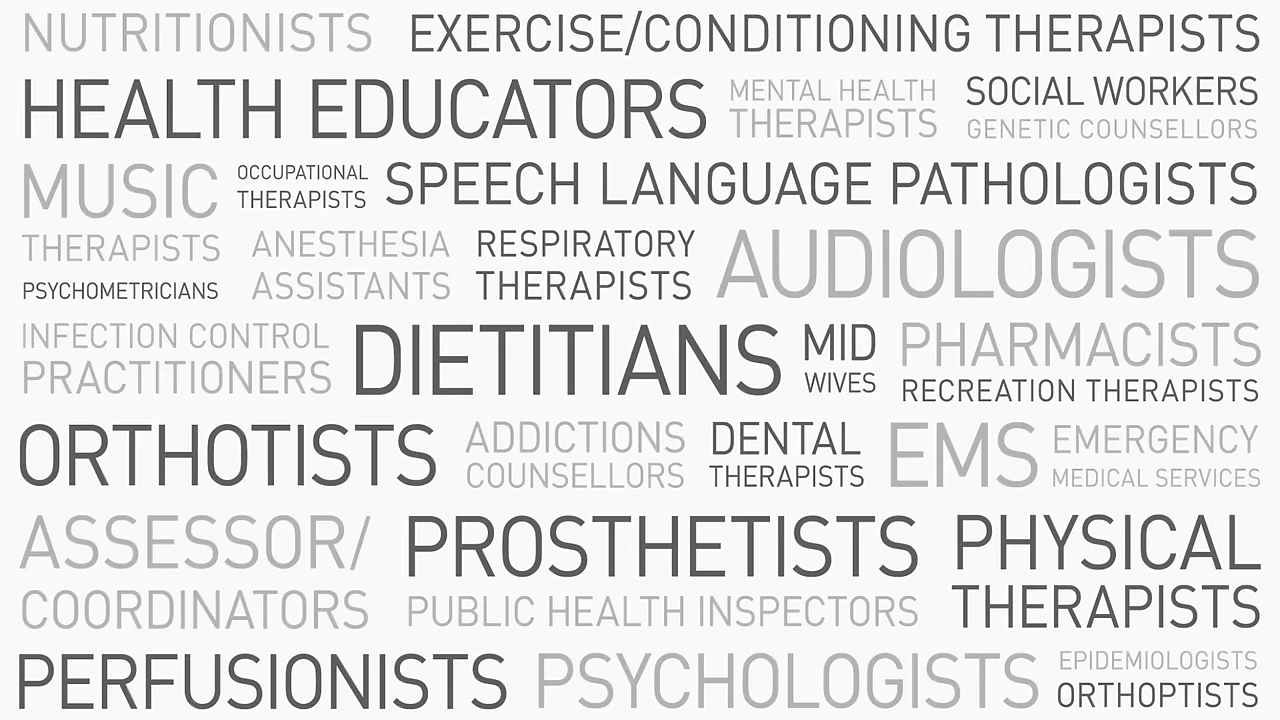 NUTRITIONISTS
EXERCISE/CONDITIONING THERAPISTS
HEALTH EDUCATORS
MENTAL HEALTH
THERAPISTS
SOCIAL WORKERS
GENETIC COUNSELLORS
MUSIC
THERAPISTS
OCCUPATIONAL
THERAPISTS
SPEECH LANGUAGE PATHOLOGISTS
PSYCHOMETRICIANS
ANESTHESIA
ASSISTANTS
RESPIRATORY
THERAPISTS
AUDIOLOGISTS
INFECTION CONTROL
PRACTITIONERS
DIETITIANS
MID
WIVES
PHARMACISTS
RECREATION THERAPISTS
ORTHOTISTS
ADDICTIONS
COUNSELLORS
DENTAL
THERAPISTS
EMS
EMERGENCY
MEDICAL SERVICES
ASSESSOR/
COORDINATORS
PROSTHETISTS
PUBLIC HEALTH INSPECTORS
PHYSICAL
THERAPISTS
PERFUSIONISTS
PSYCHOLOGISTS
EPIDEMIOLOGISTS
ORTHOPTISTS